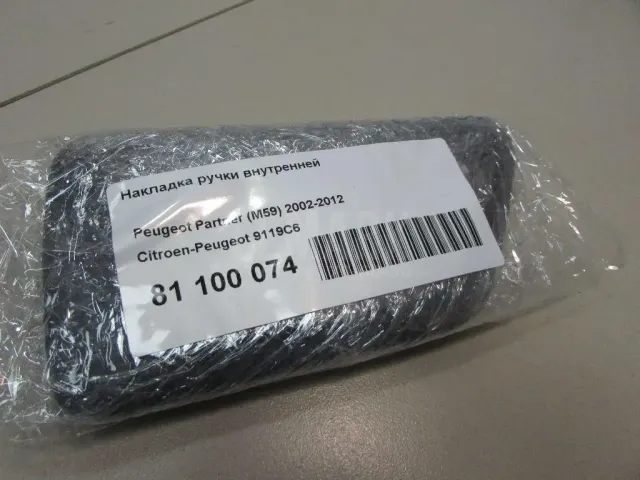 Накладка ручки внутренней
Peugeot Partner (M59) 2002-2012
Citroen-Peugeot 9119C6
81 100 074